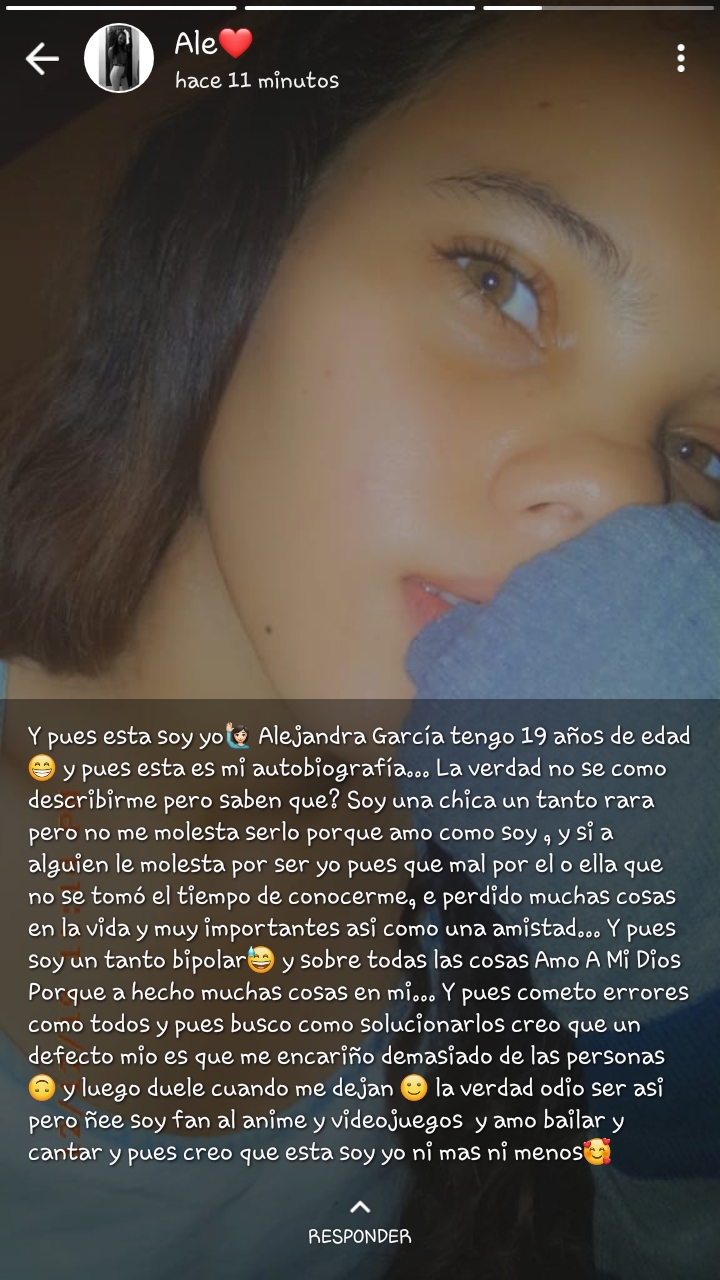 Ale❤️
hace 11 minutos
Y pues esta soy yo🙋🏻‍♀️ Alejandra García tengo 19 años de edad
😁 y pues esta es mi autobiografía... La verdad no se como
describirme pero saben que? Soy una chica un tanto rara
pero no me molesta serlo porque amo como soy , y si a
alguien le molesta por ser yo pues que mal por el o ella que
no se tomó el tiempo de conocerme, e perdido muchas cosas
en la vida y muy importantes asi como una amistad... Y pues
soy un tanto bipolar😅 y sobre todas las cosas Amo A Mi Dios
Porque a hecho muchas cosas en mi... Y pues cometo errores
como todos y pues busco como solucionarlos creo que un
defecto mio es que me encariño demasiado de las personas
🙃 y luego duele cuando me dejan 🙂 la verdad odio ser asi
pero ñee soy fan al anime y videojuegos  y amo bailar y
cantar y pues creo que esta soy yo ni mas ni menos🥰
RESPONDER